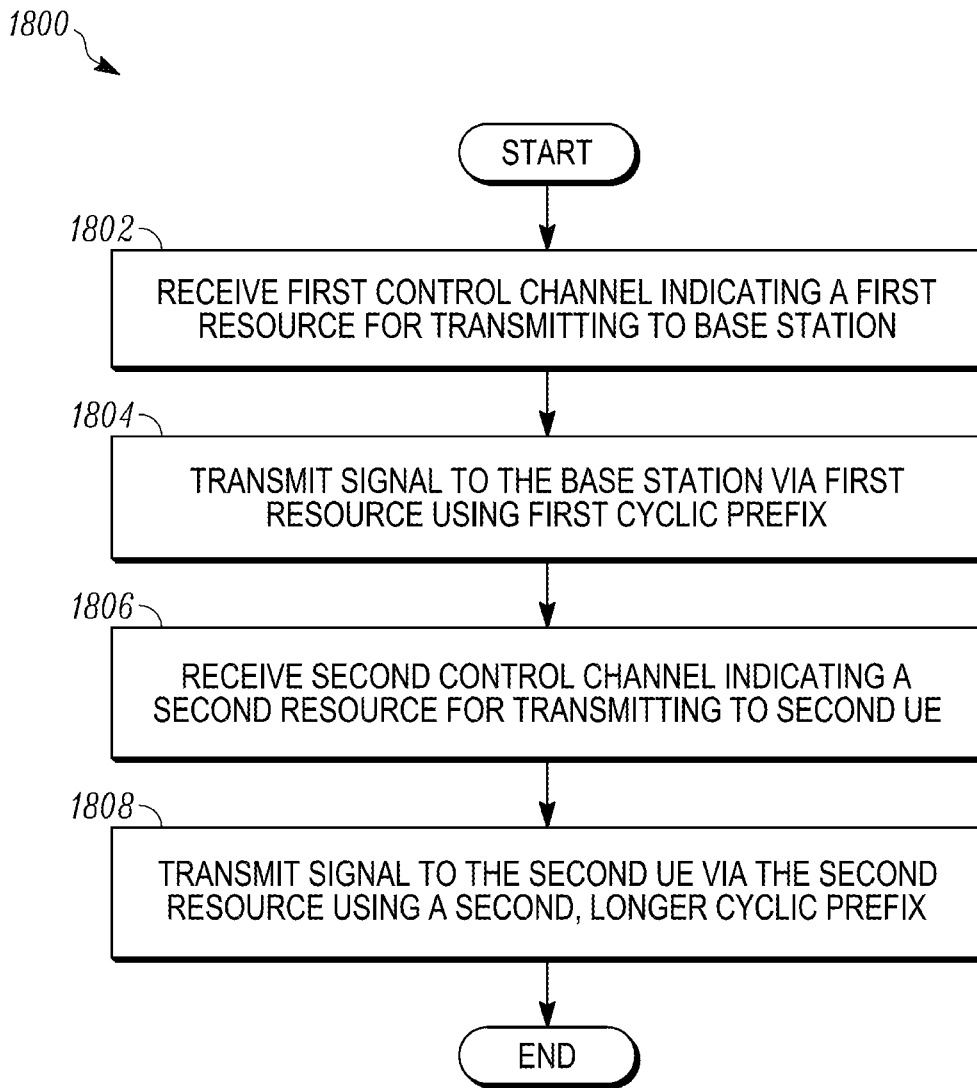 1800
START
1802
RECEIVE FIRST CONTROL CHANNEL INDICATING A FIRST
RESOURCE FOR TRANSMITTING TO BASE STATION
1804
TRANSMIT SIGNAL TO THE BASE STATION VIA FIRST
RESOURCE USING FIRST CYCLIC PREFIX
1806
RECEIVE SECOND CONTROL CHANNEL INDICATING A
SECOND RESOURCE FOR TRANSMITTING TO SECOND UE
1808
TRANSMIT SIGNAL TO THE SECOND UE VIA THE SECOND
RESOURCE USING A SECOND, LONGER CYCLIC PREFIX
END